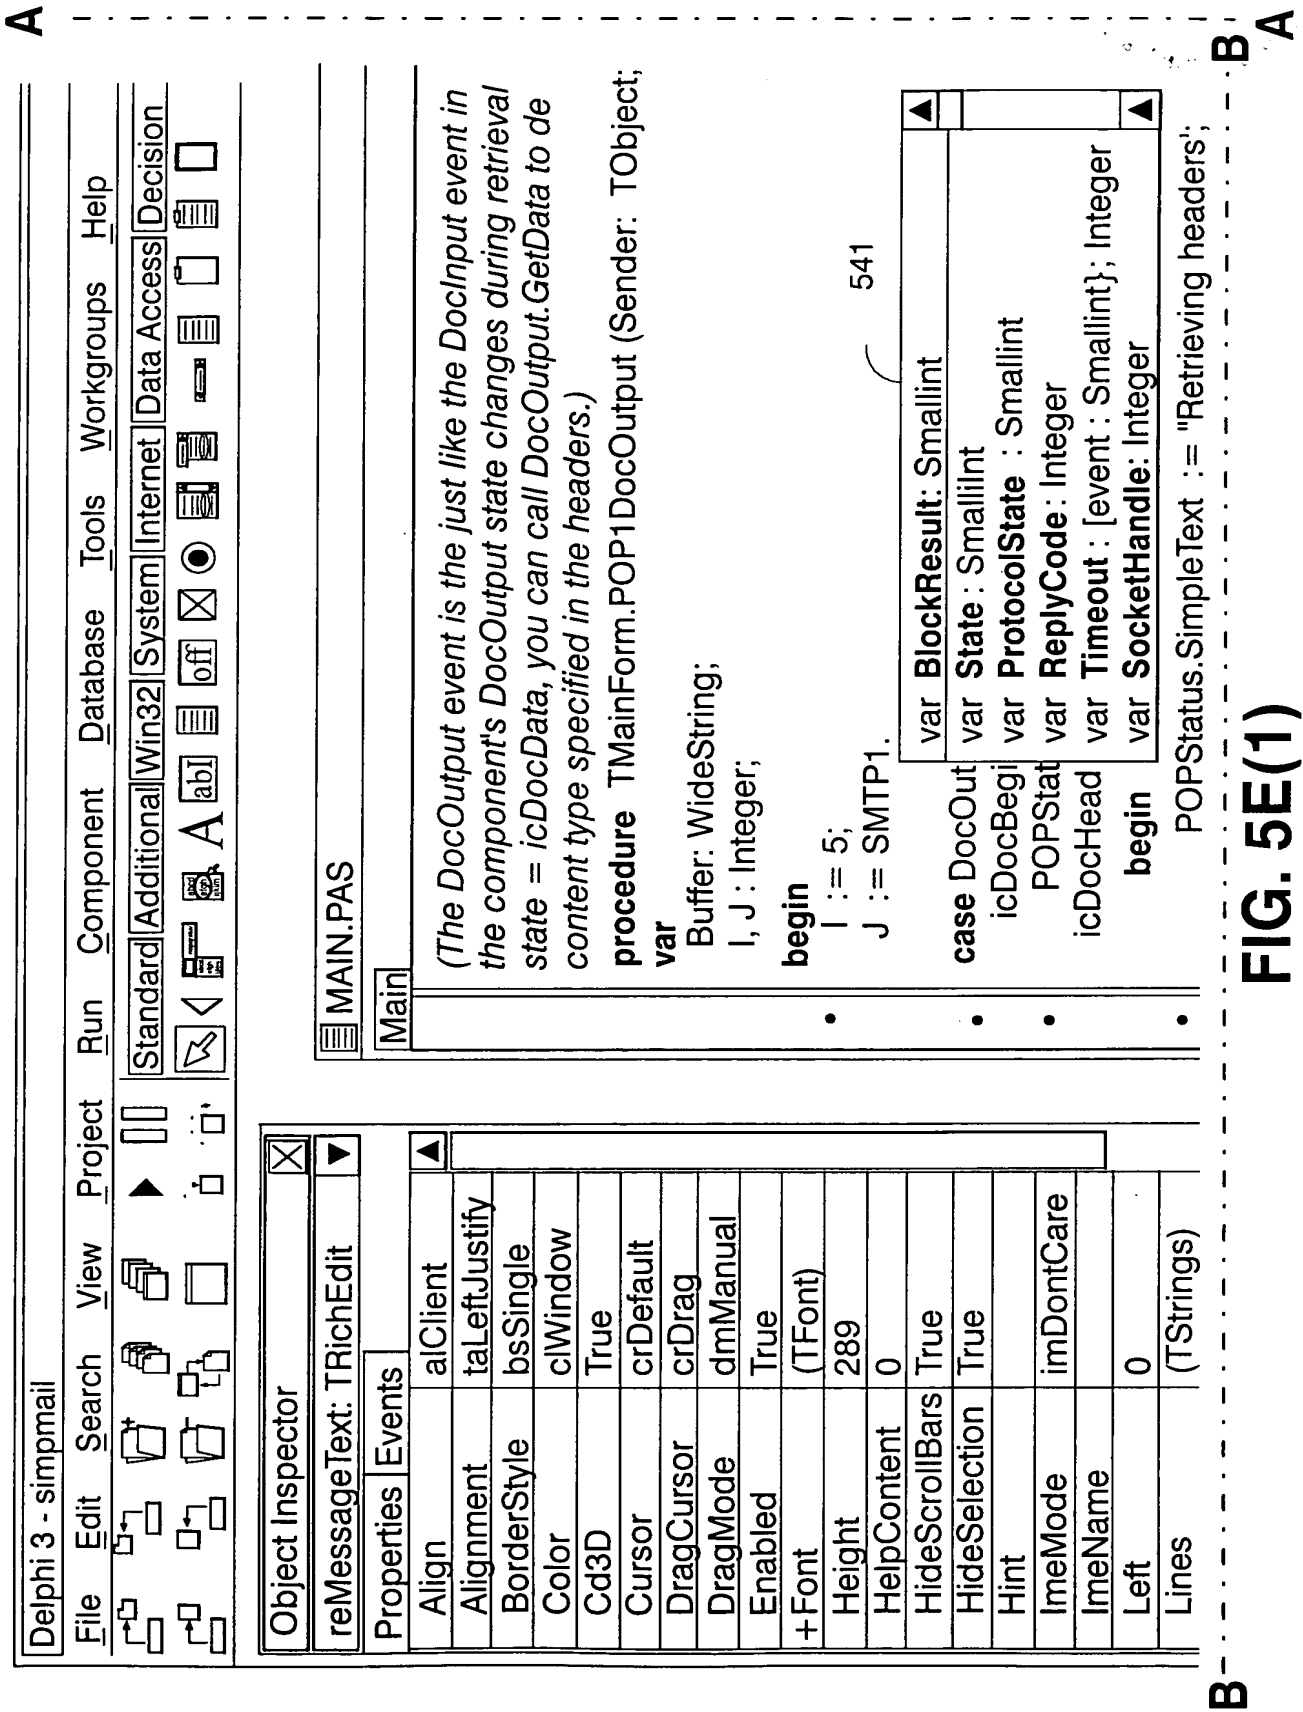 A
Delphi 3 - simpmail
File Edit Search View Project Run Component Database Tools Workgroups Help
Standard Additional Win32 System Internet Data Access Decision
A abI off
Object Inspector
reMessageText: TRichEdit
Properties Events
Align alClient
Alignment taLeftJustify
BorderStyle bsSingle
Color clWindow
Cd3D True
Cursor crDefault
DragCursor crDrag
DragMode dmManual
Enabled True
+Font (TFont)
Height 289
HelpContent 0
HideScrollBars True
HideSelection True
Hint
ImeMode imDontCare
ImeName
Left 0
Lines (TStrings)
MAIN.PAS
Main
(The DocOutput event is the just like the DocInput event in
the component's DocOutput state changes during retrieval
state = icDocData, you can call DocOutput.GetData to de
content type specified in the headers.)
procedure TMainForm.POP1DocOutput (Sender: TObject;
var
Buffer: WideString;
I, J : Integer;
begin
I := 5;
J := SMTP1.
541
var BlockResult: Smallint
var State : SmalliInt
var ProtocolState : Smallint
var ReplyCode : Integer
var Timeout : [event : Smallint}; Integer
var SocketHandle: Integer
case DocOut
icDocBegi
POPStat
icDocHead
begin
POPStatus.SimpleText := "Retrieving headers";
B B
A
FIG. 5E(1)